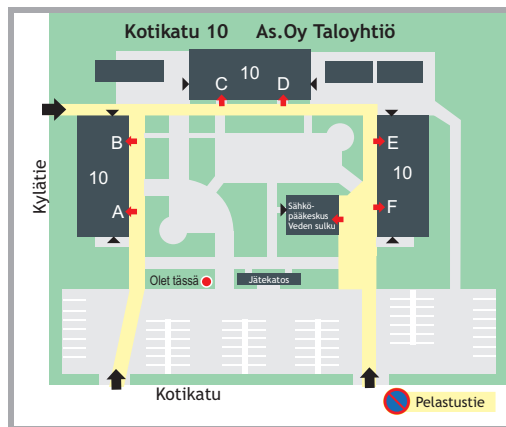 Kotikatu 10 As.Oy Taloyhtiö
10
C D
B
E
10
10
A
F
Kylätie
Sähkö-
pääkeskus
Veden sulku
Olet tässä
Jätekatos
Kotikatu
Pelastustie